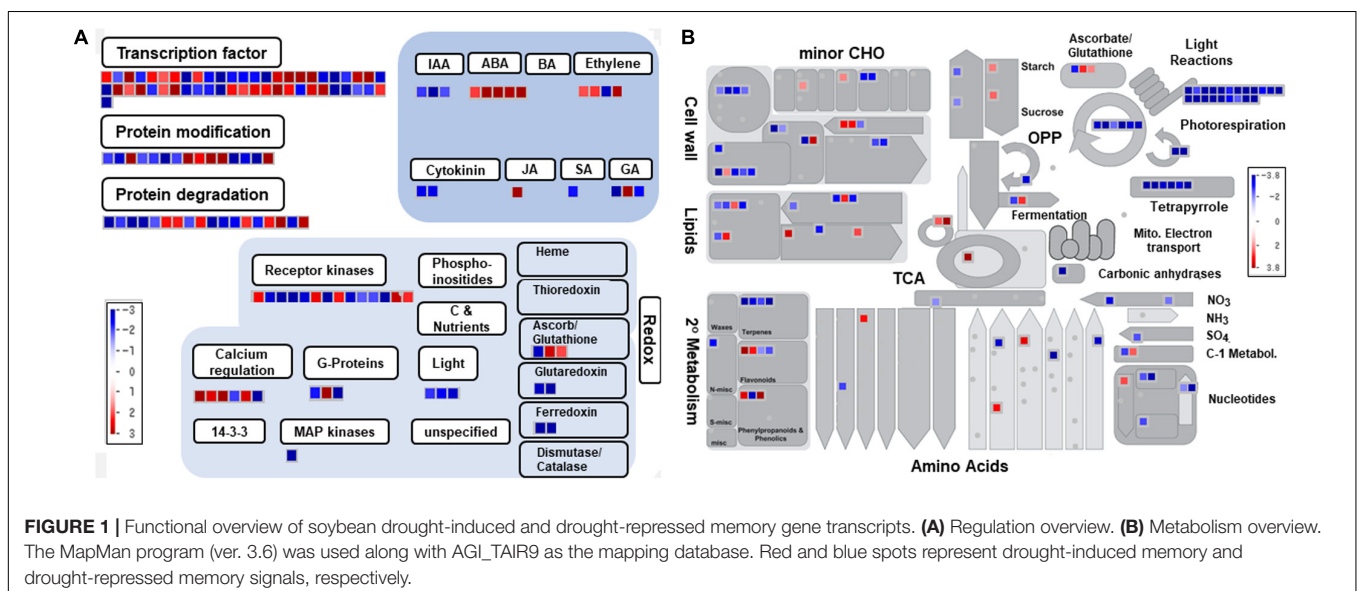 A
Transcription factor
Protein modification
Protein degradation
IAA
ABA
BA
Ethylene
Cytokinin
JA
SA
GA
Receptor kinases
Phospho-
inositides
C &
Nutrients
Calcium
regulation
G-Proteins
Light
14-3-3
MAP kinases
unspecified
Heme
Thioredoxin
Ascorb/
Glutathione
Glutaredoxin
Ferredoxin
Dismutase/
Catalase
Redox
-3
-2
-1
0
1
2
3
B
minor CHO
Cell wall
Lipids
2° Metabolism
Waxes
Terpenes
Flavonoids
N-misc
S-misc
misc
Phenylpropanoids &
Phenolics
Starch
Sucrose
OPP
Fermentation
TCA
Amino Acids
Ascorbate/
Glutathione
Light
Reactions
Photorespiration
Tetrapyrrole
Mito. Electron
transport
Carbonic anhydrases
NO3
NH3
SO4
C-1 Metabol.
Nucleotides
-3.8
-2
0
2
3.8
FIGURE 1 | Functional overview of soybean drought-induced and drought-repressed memory gene transcripts. (A) Regulation overview. (B) Metabolism overview.
The MapMan program (ver. 3.6) was used along with AGI_TAIR9 as the mapping database. Red and blue spots represent drought-induced memory and
drought-repressed memory signals, respectively.